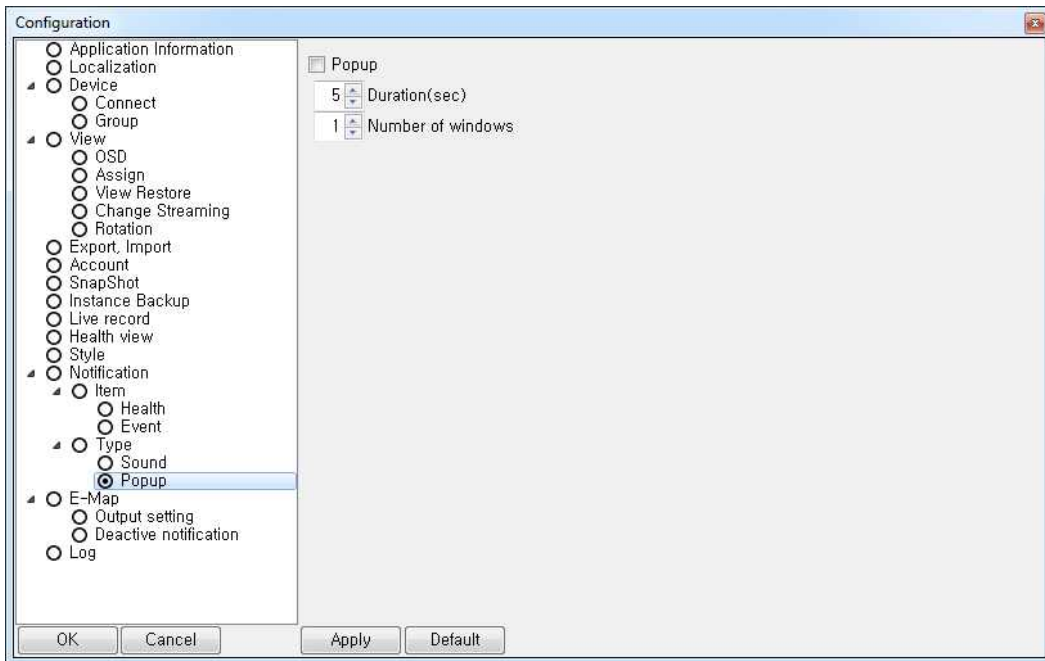 Configuration
Application Information
Localization
Device
Connect
Group
View
OSD
Assign
View Restore
Change Streaming
Rotation
Export, Import
Account
SnapShot
Instance Backup
Live record
Health view
Style
Notification
Item
Health
Event
Type
Sound
Popup
E-Map
Output setting
Deactive notification
Log
Popup
5 Duration(sec)
1 Number of windows
OK Cancel Apply Default